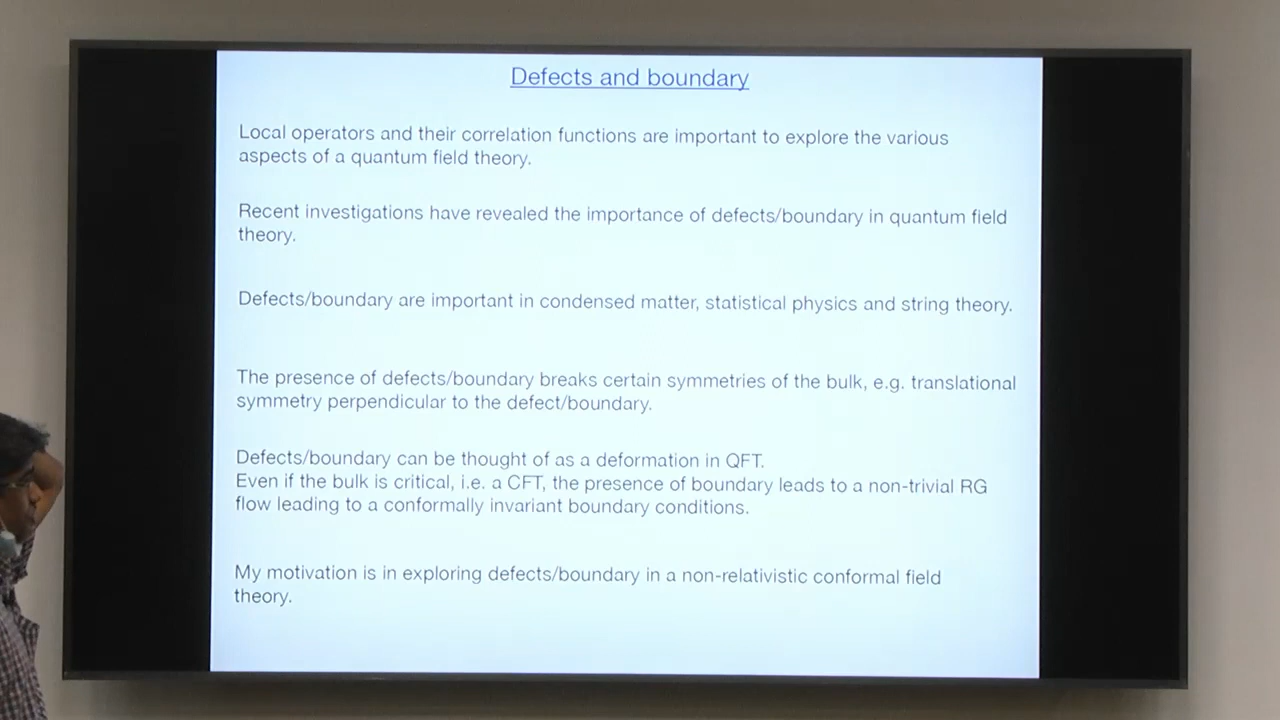 Defects and boundary
Local operators and their correlation functions are important to explore the various
aspects of a quantum field theory.
Recent investigations have revealed the importance of defects/boundary in quantum field
theory.
Defects/boundary are important in condensed matter, statistical physics and string theory.
The presence of defects/boundary breaks certain symmetries of the bulk, e.g. translational
symmetry perpendicular to the defect/boundary.
Defects/boundary can be thought of as a deformation in QFT.
Even if the bulk is critical, i.e. a CFT, the presence of boundary leads to a non-trivial RG
flow leading to a conformally invariant boundary conditions.
My motivation is in exploring defects/boundary in a non-relativistic conformal field
theory.